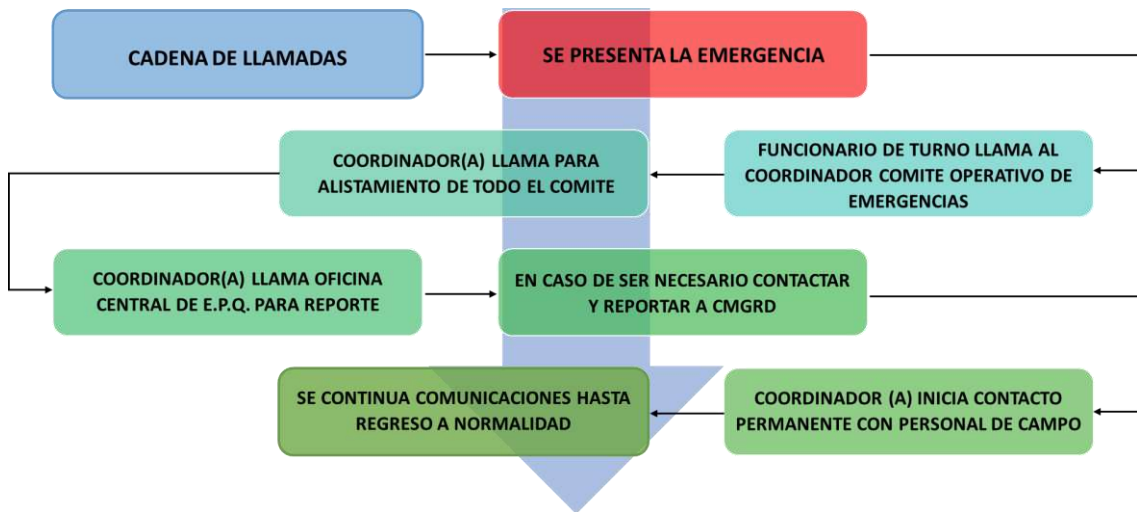 CADENA DE LLAMADAS
SE PRESENTA LA EMERGENCIA
FUNCIONARIO DE TURNO LLAMA AL
COORDINADOR COMITE OPERATIVO DE
EMERGENCIAS
COORDINADOR(A) LLAMA PARA
ALISTAMIENTO DE TODO EL COMITE
COORDINADOR(A) LLAMA OFICINA
CENTRAL DE E.P.Q. PARA REPORTE
EN CASO DE SER NECESARIO CONTACTAR
Y REPORTAR A CMGRD
COORDINADOR (A) INICIA CONTACTO
PERMANENTE CON PERSONAL DE CAMPO
SE CONTINUA COMUNICACIONES HASTA
REGRESO A NORMALIDAD